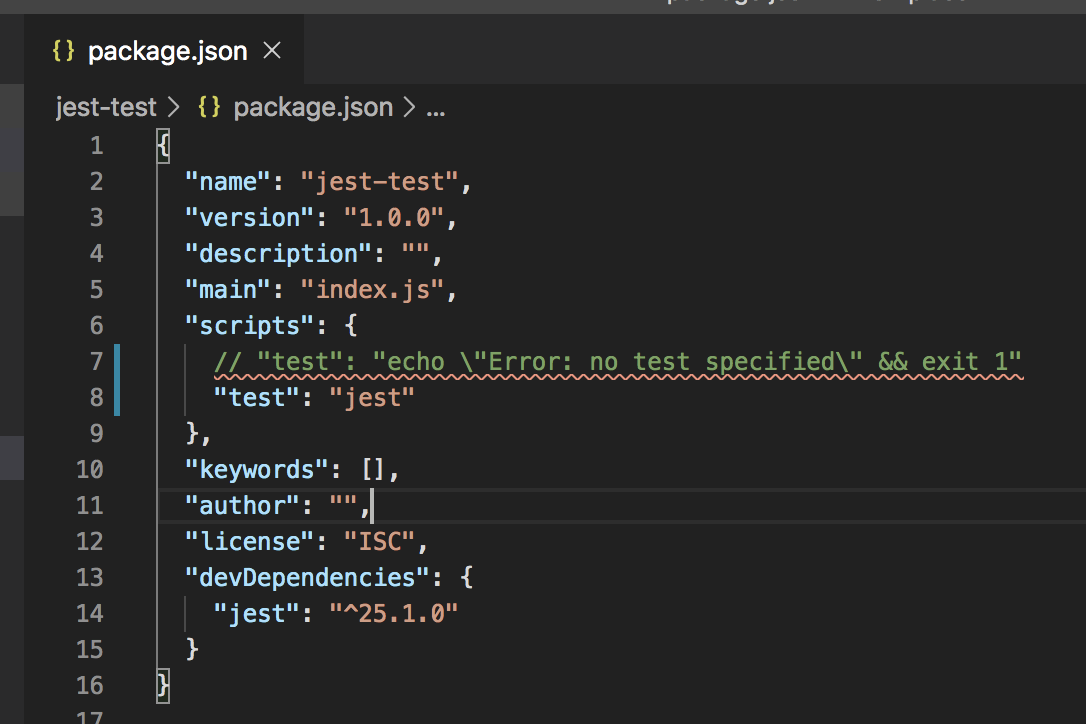 {} package.json ×
jest-test > {} package.json > ...
1 {
2 "name": "jest-test",
3 "version": "1.0.0",
4 "description": "",
5 "main": "index.js",
6 "scripts": {
7 // "test": "echo \"Error: no test specified\" && exit 1"
8 "test": "jest"
9 },
10 "keywords": [],
11 "author": "",
12 "license": "ISC",
13 "devDependencies": {
14 "jest": "^25.1.0"
15 }
16 }
17